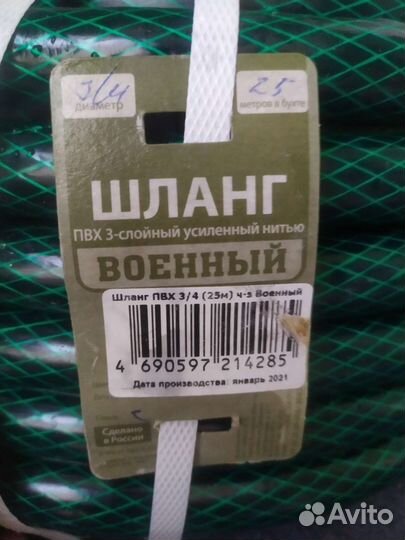 3/4
диаметр
25
метров в бухте
ШЛАНГ
ПВХ 3-слойный усиленный нитью
ВОЕННЫЙ
Шланг ПВХ 3/4 (25м) ч-з Военный
4 690597 214285
Дата производства: январь 2021
Сделано
в России
Avito